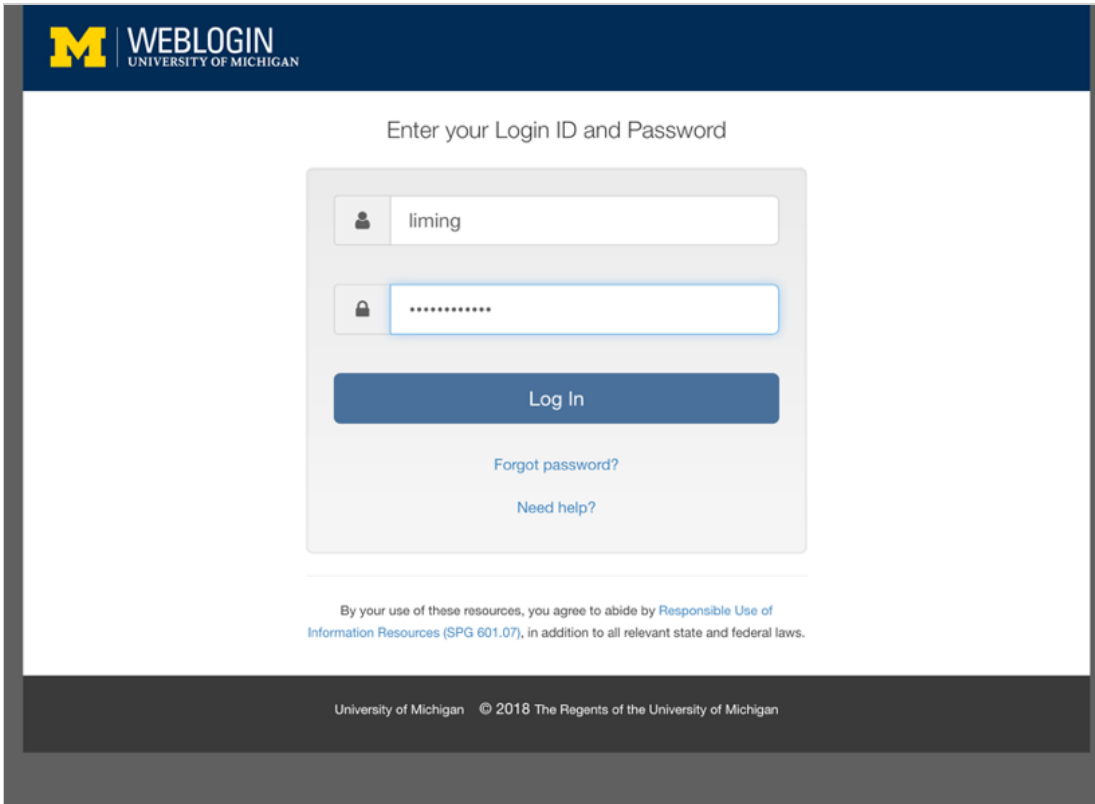 M WEBLOGIN
UNIVERSITY OF MICHIGAN
Enter your Login ID and Password
liming
••••••••••••
Log In
Forgot password?
Need help?
By your use of these resources, you agree to abide by Responsible Use of
Information Resources (SPG 601.07), in addition to all relevant state and federal laws.
University of Michigan © 2018 The Regents of the University of Michigan